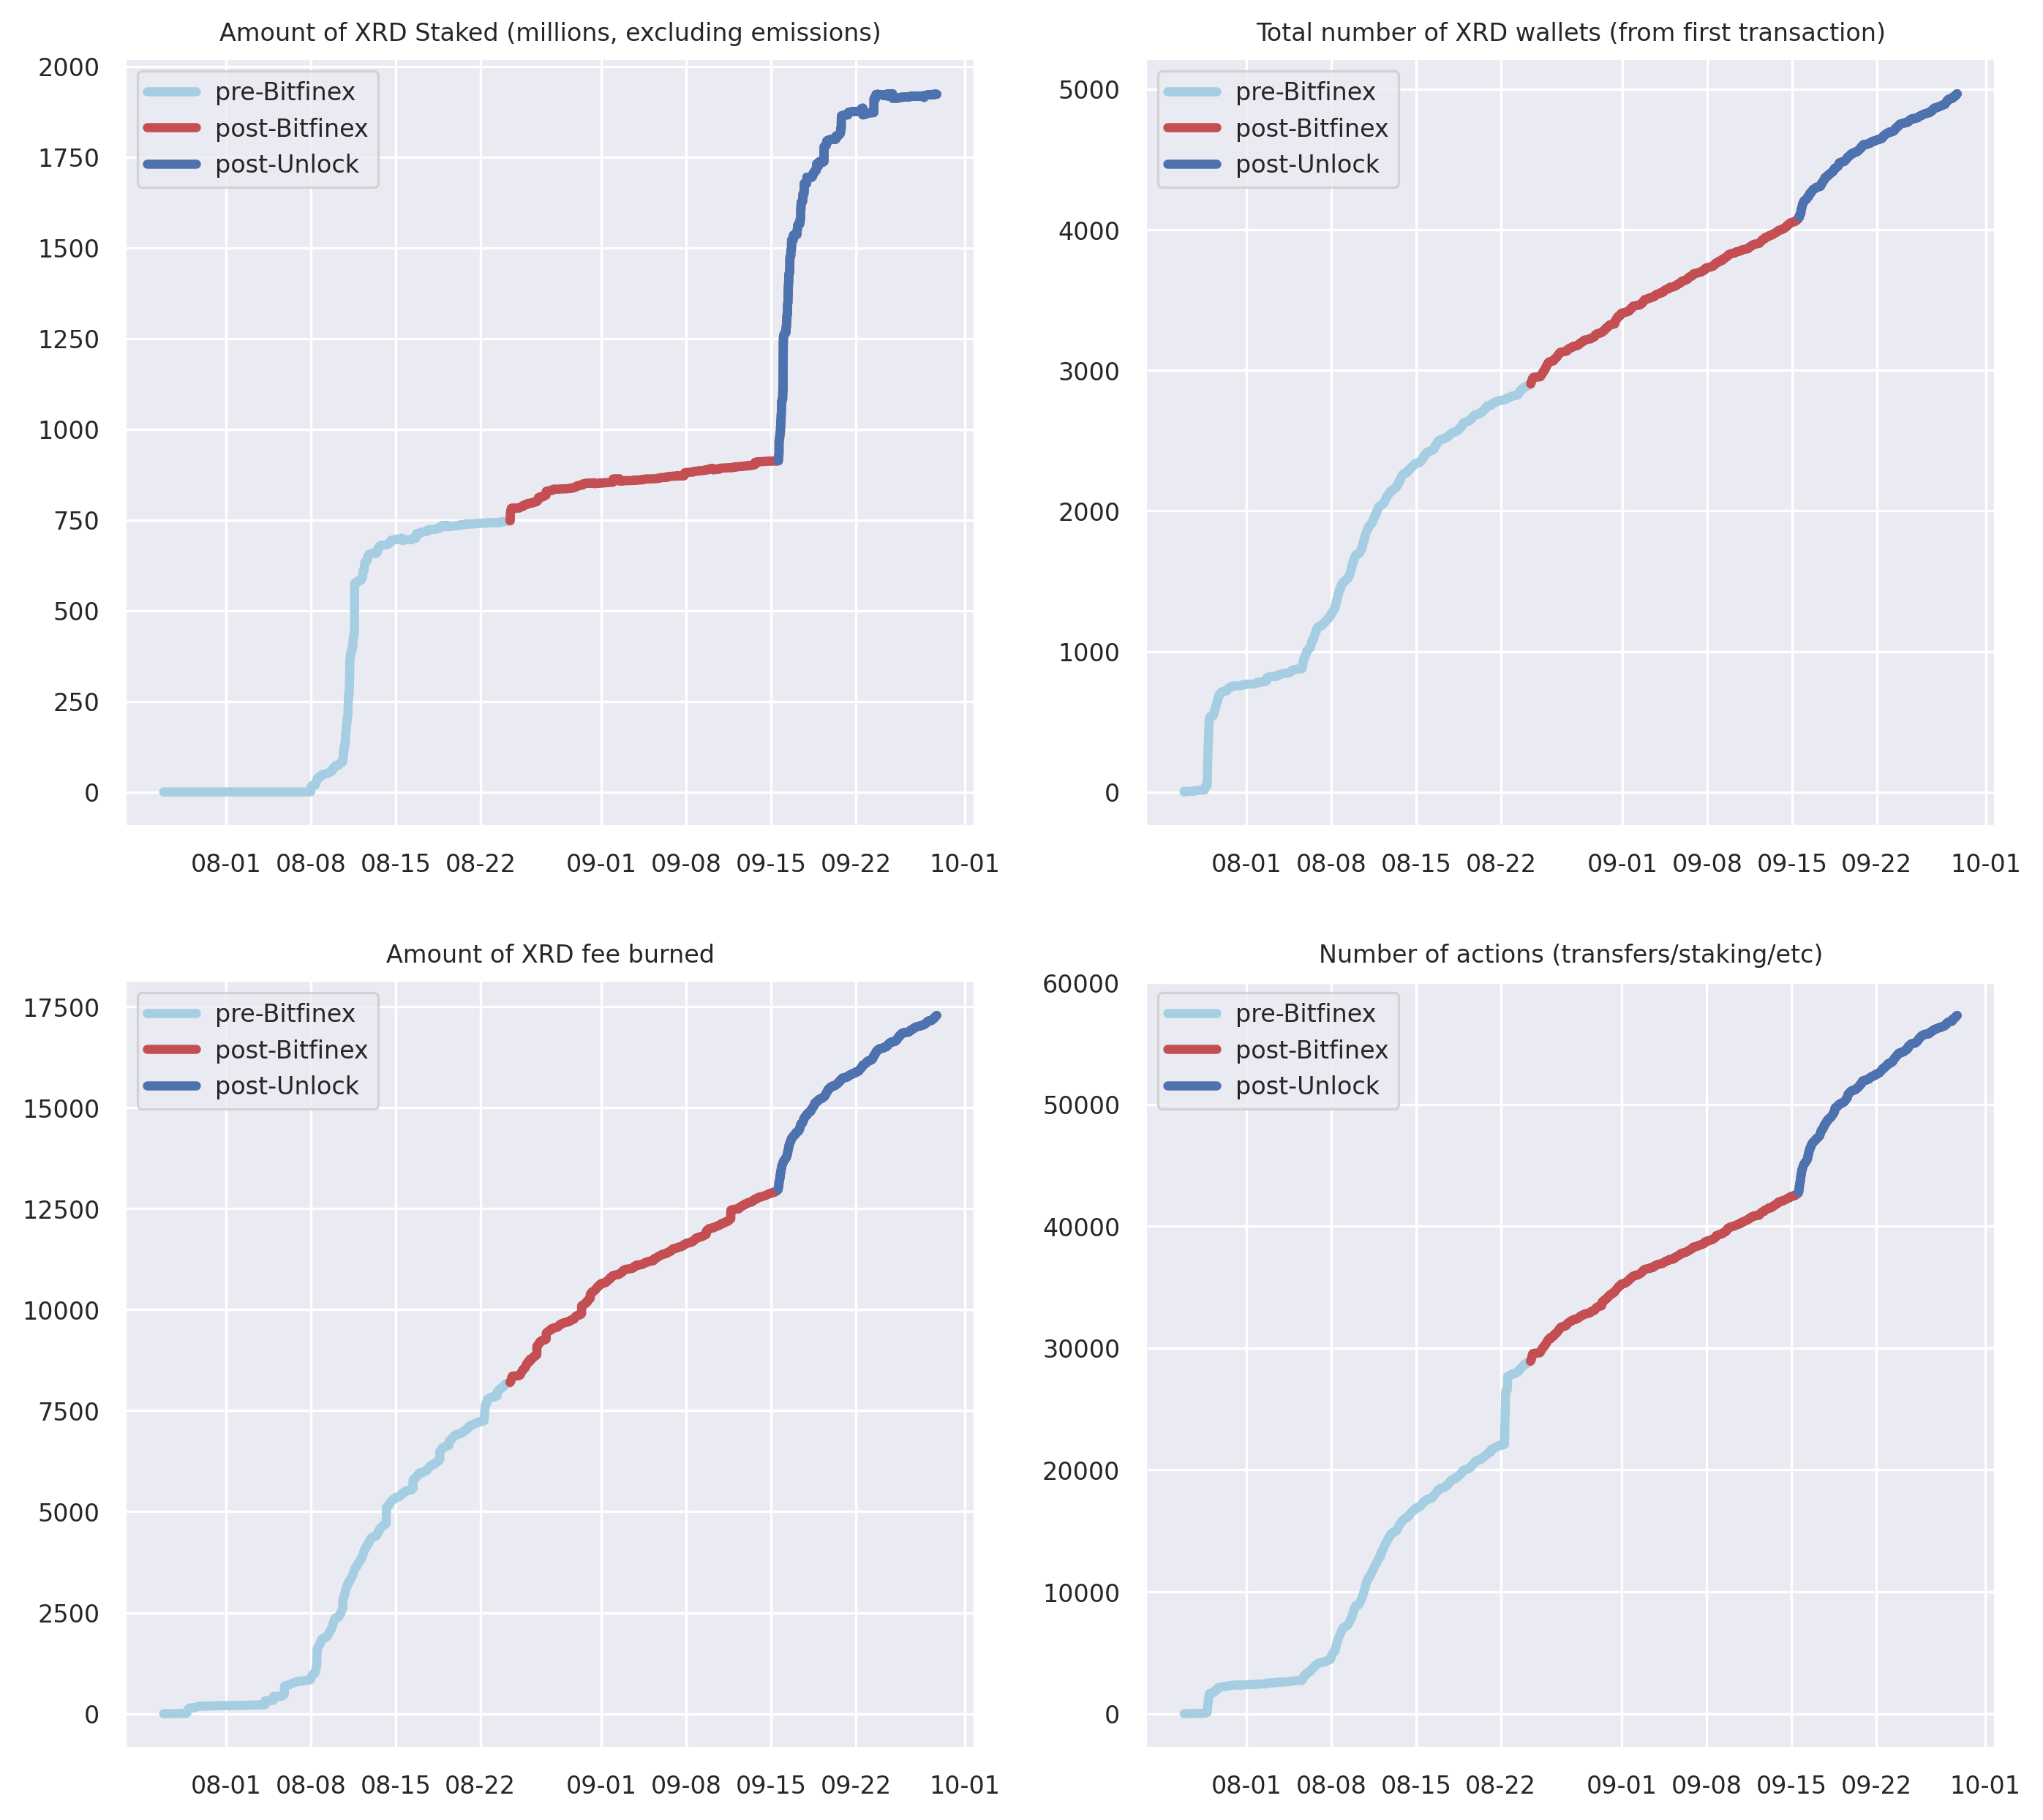 Amount of XRD Staked (millions, excluding emissions)
2000
1750
1500
1250
1000
750
500
250
0
pre-Bitfinex
post-Bitfinex
post-Unlock
08-01 08-08 08-15 08-22 09-01 09-08 09-15 09-22 10-01
Total number of XRD wallets (from first transaction)
5000
4000
3000
2000
1000
0
pre-Bitfinex
post-Bitfinex
post-Unlock
08-01 08-08 08-15 08-22 09-01 09-08 09-15 09-22 10-01
Amount of XRD fee burned
17500
15000
12500
10000
7500
5000
2500
0
pre-Bitfinex
post-Bitfinex
post-Unlock
08-01 08-08 08-15 08-22 09-01 09-08 09-15 09-22 10-01
Number of actions (transfers/staking/etc)
60000
50000
40000
30000
20000
10000
0
pre-Bitfinex
post-Bitfinex
post-Unlock
08-01 08-08 08-15 08-22 09-01 09-08 09-15 09-22 10-01